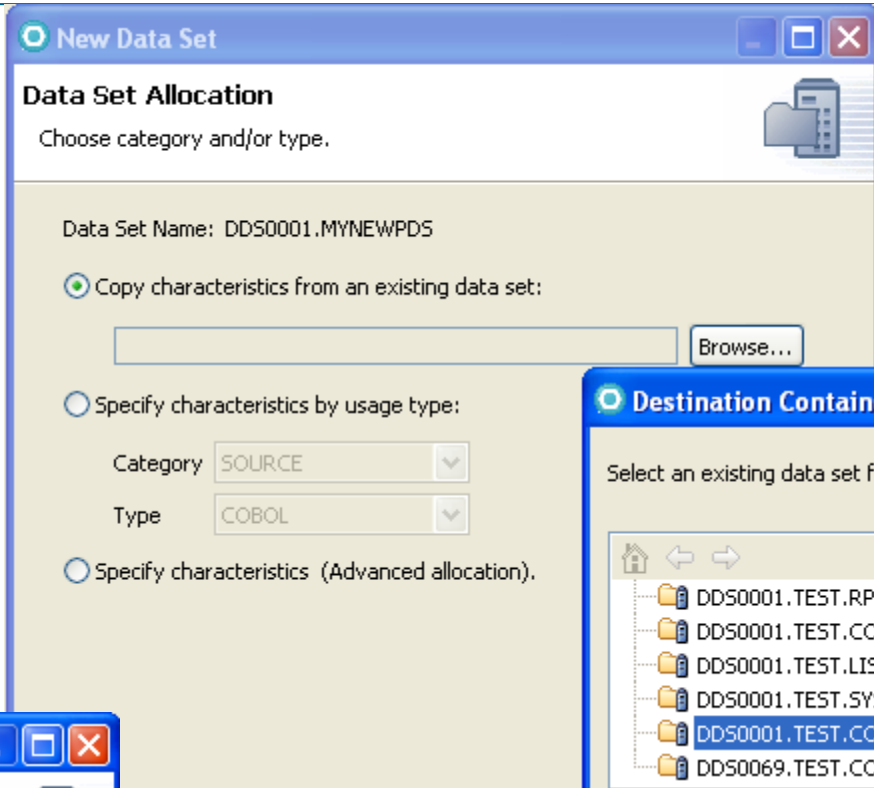 New Data Set
Data Set Allocation
Choose category and/or type.
Data Set Name: DDS0001.MYNEWPDS
Copy characteristics from an existing data set:
Browse...
Specify characteristics by usage type:
Category SOURCE
Type COBOL
Specify characteristics (Advanced allocation).
Destination Contain
Select an existing data set f
DDS0001.TEST.RP
DDS0001.TEST.CO
DDS0001.TEST.LIS
DDS0001.TEST.SY
DDS0001.TEST.CO
DDS0069.TEST.CO